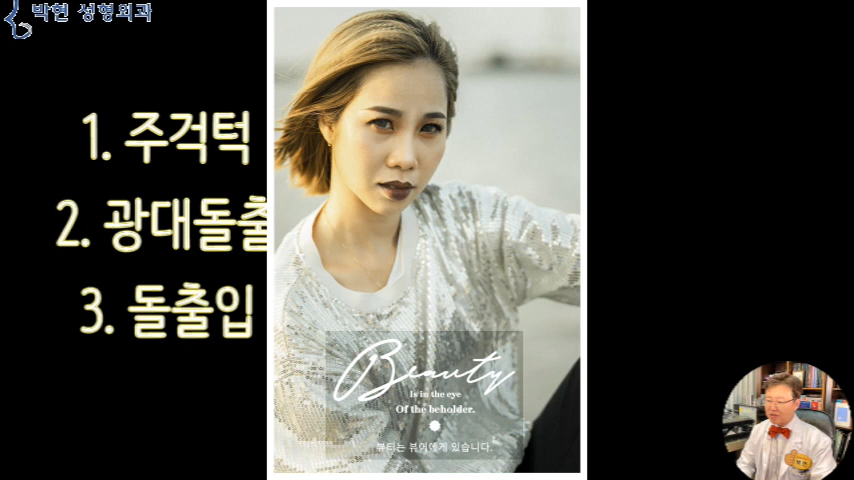 박현 성형외과
1. 주걱턱
2. 광대돌출
3. 돌출입
Beauty
Is in the eye
Of the beholder.
뷰티는 뷰어에게 있습니다.